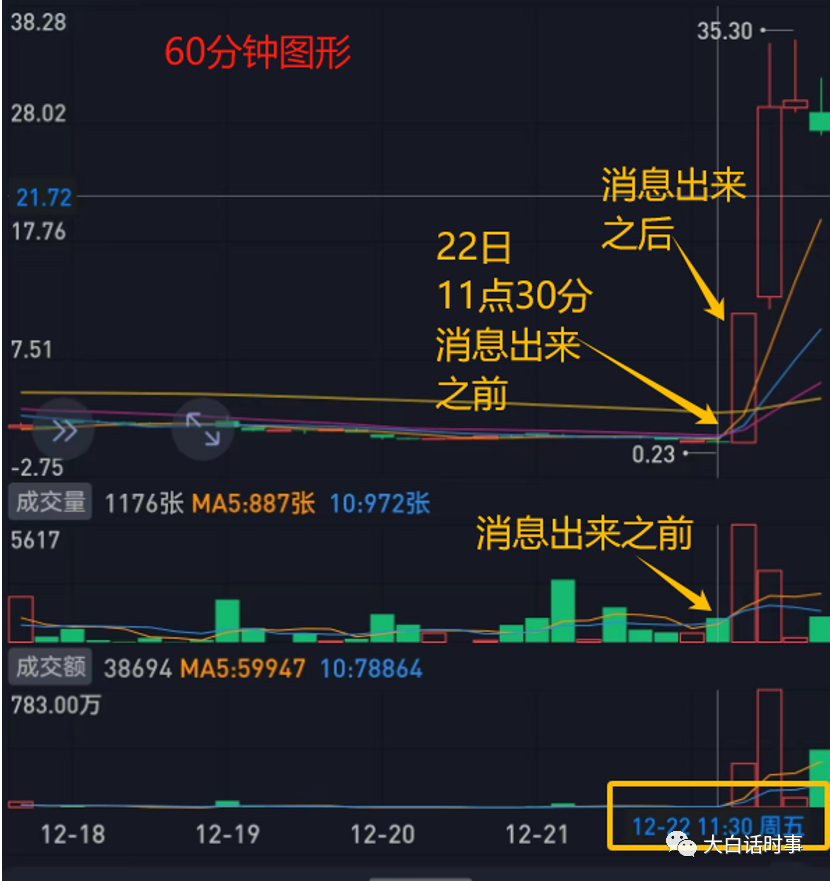 38.28
60分钟图形
35.30
28.02
21.72
17.76
消息出来
之后
22日
11点30分
消息出来
之前
7.51
0.23
-2.75
成交量 1176张 MA5:887张 10:972张
5617
消息出来之前
成交额 38694 MA5:59947 10:78864
783.00万
12-18 12-19 12-20 12-21 12-22 11:30 周五
大白话时事